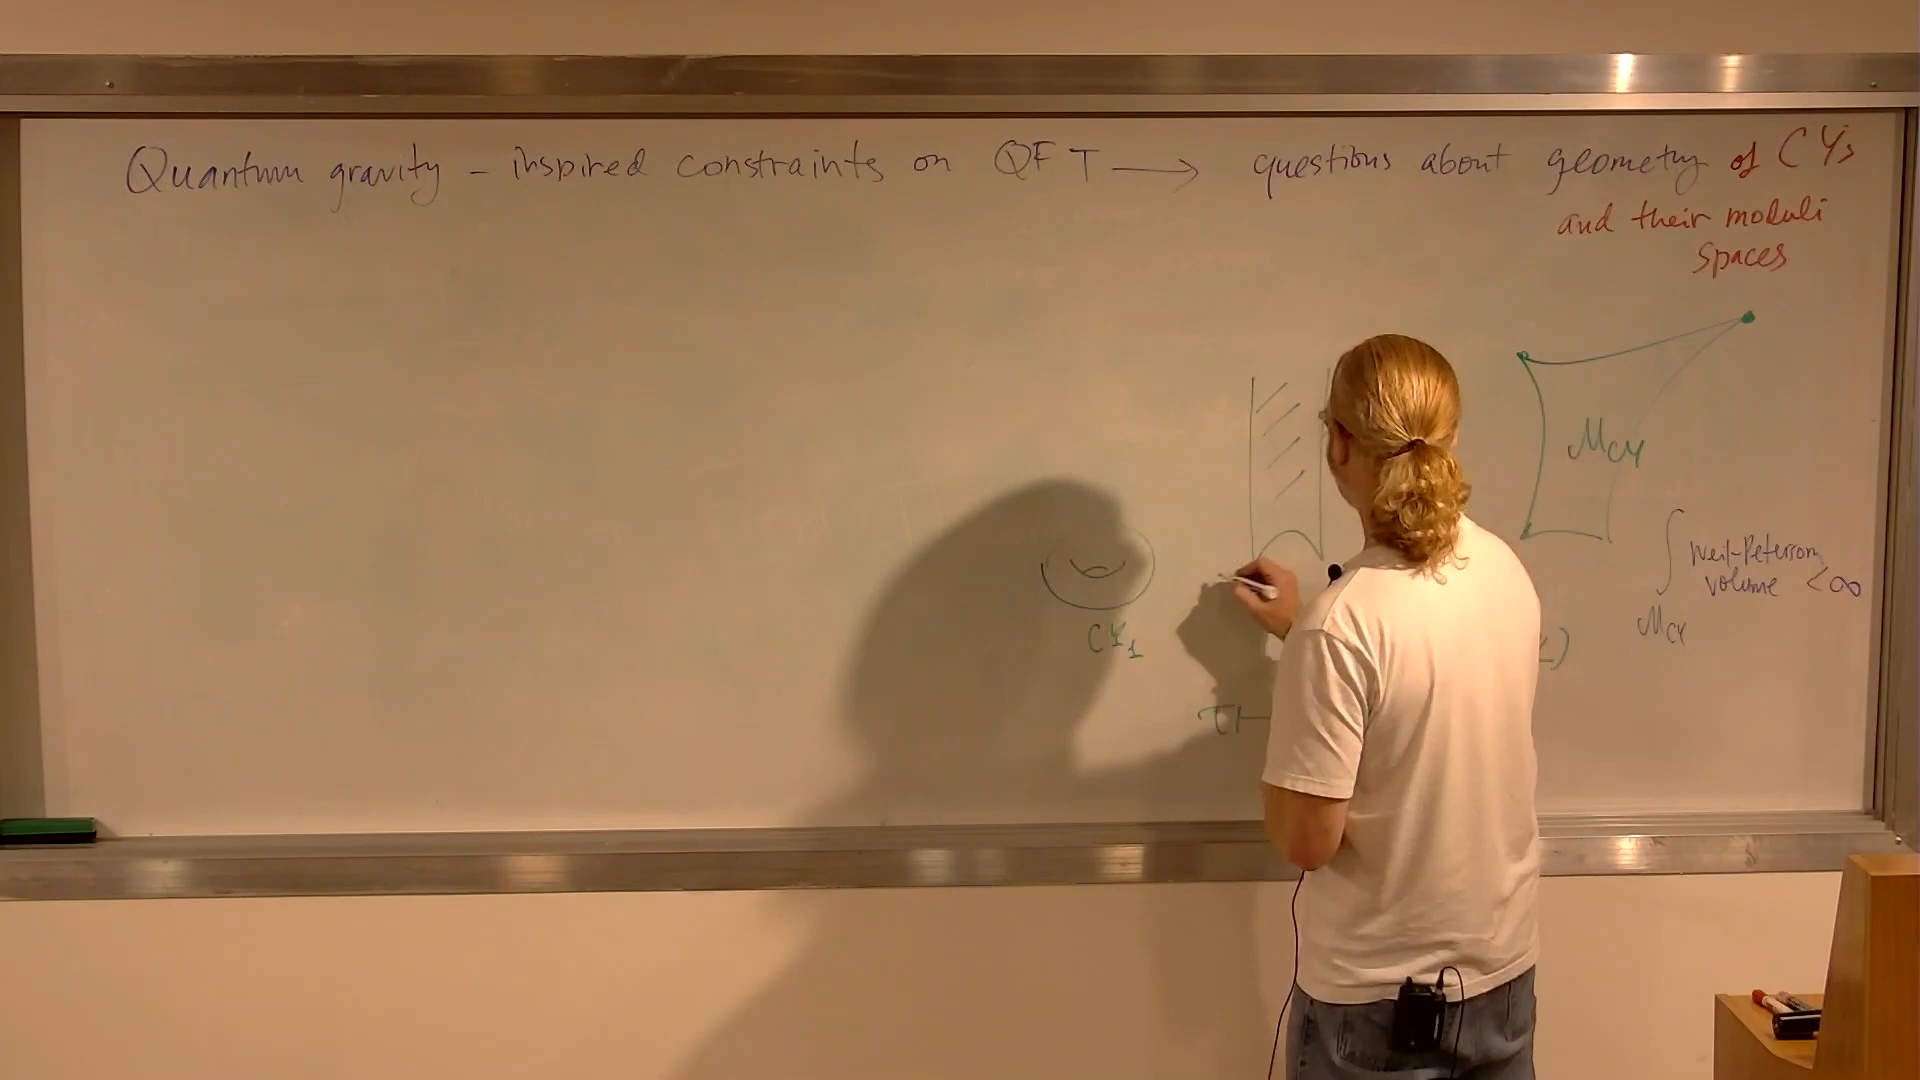 Quantum gravity - inspired constraints on QFT → questions about geometry of CYs
and their moduli
spaces
M_CY
∫_{M_CY} Weil-Peterson
volume < ∞
CY_1
τ ⊢